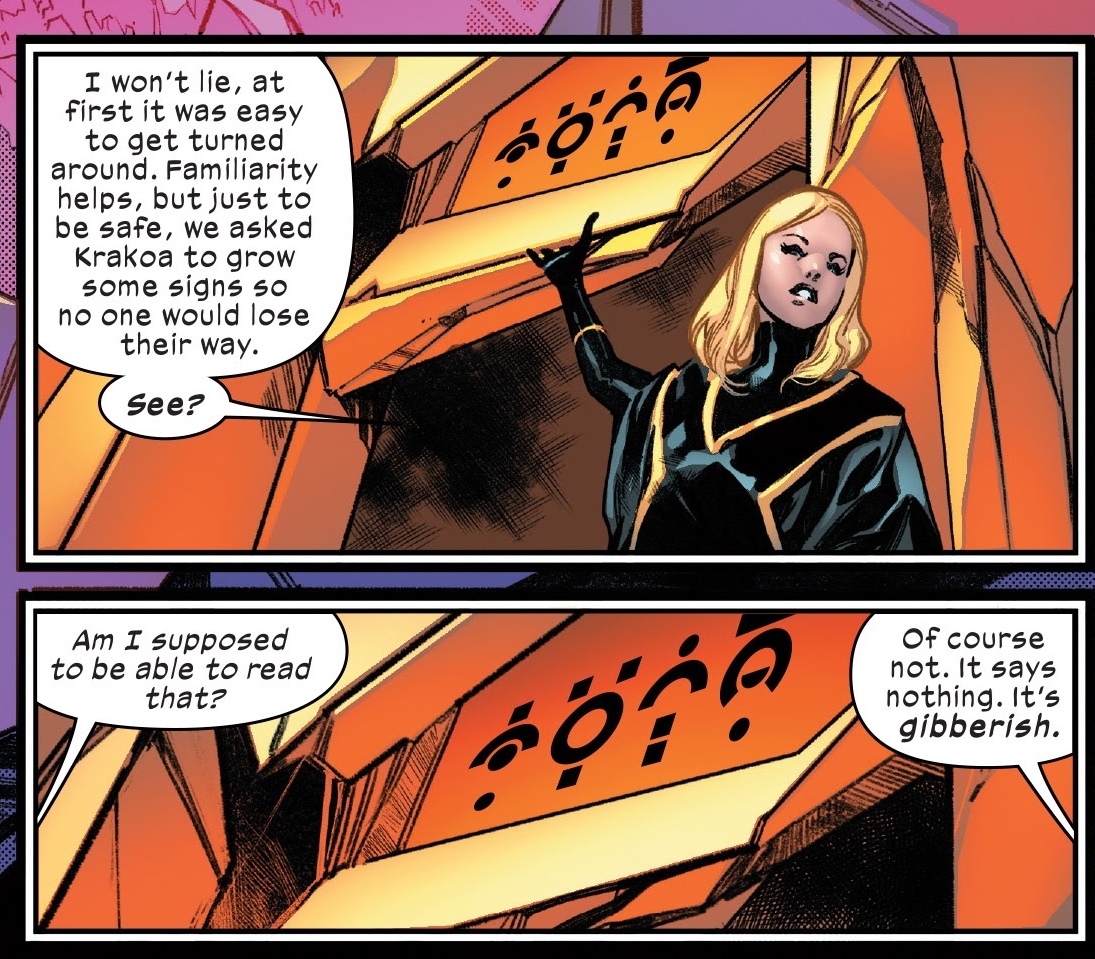 I won't lie, at
first it was easy
to get turned
around. Familiarity
helps, but just to
be safe, we asked
Krakoa to grow
some signs so
no one would lose
their way.
See?
Am I supposed
to be able to read
that?
Of course
not. It says
nothing. It's
gibberish.